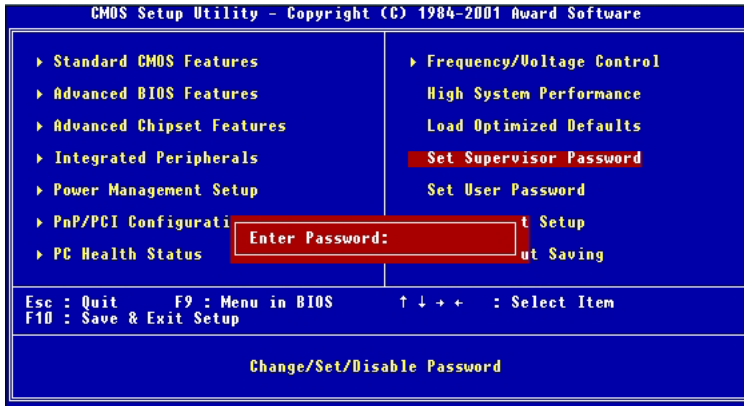 CMOS Setup Utility - Copyright (C) 1984-2001 Award Software
▸ Standard CMOS Features
▸ Advanced BIOS Features
▸ Advanced Chipset Features
▸ Integrated Peripherals
▸ Power Management Setup
▸ PnP/PCI Configurati
▸ PC Health Status
▸ Frequency/Voltage Control
High System Performance
Load Optimized Defaults
Set Supervisor Password
Set User Password
t Setup
ut Saving
Enter Password:
Esc : Quit F9 : Menu in BIOS ↑ ↓ → ← : Select Item
F10 : Save & Exit Setup
Change/Set/Disable Password